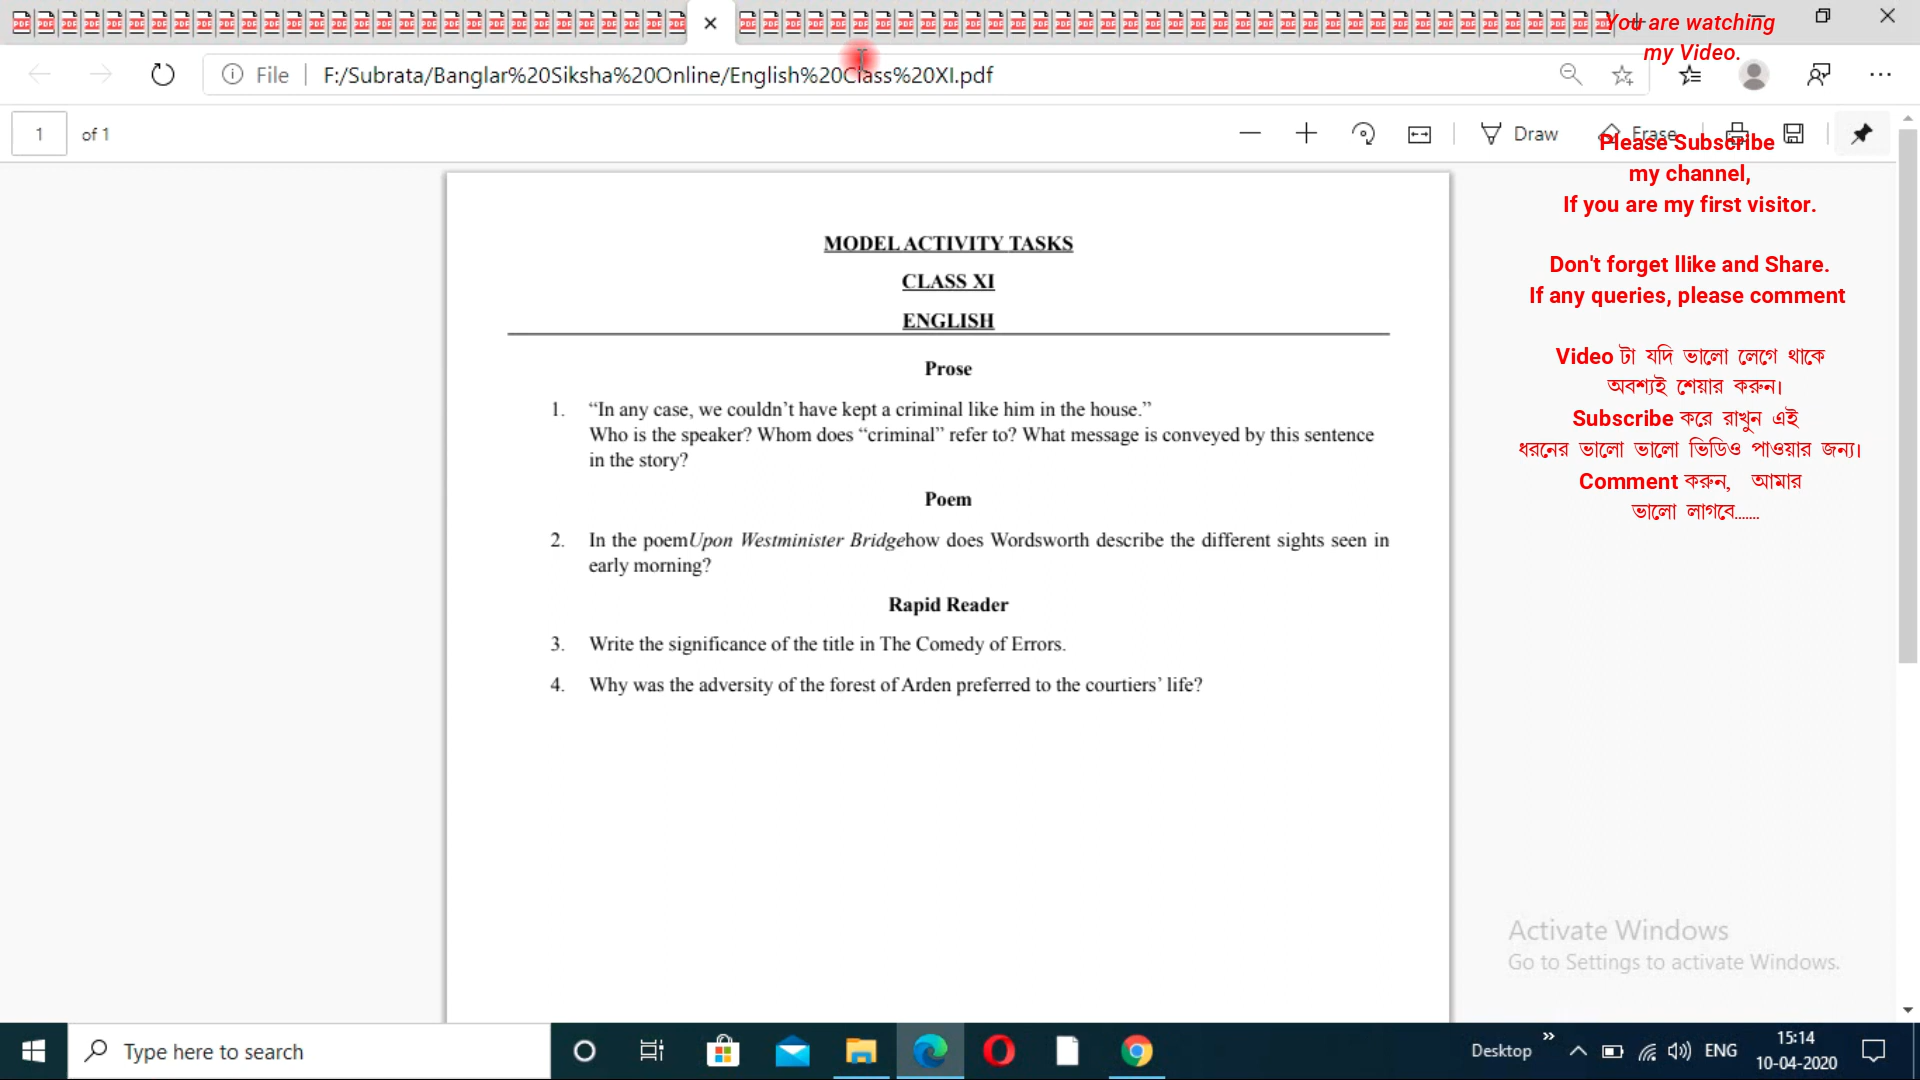 You are watching
my Video.
File
F:/Subrata/Banglar%20Siksha%20Online/English%20Class%20XI.pdf
1 of 1
Draw
Erase
Please Subscribe
my channel,
If you are my first visitor.
Don't forget llike and Share.
If any queries, please comment
Video টা যদি ভালো লেগে থাকে
অবশ্যই শেয়ার করুন।
Subscribe করে রাখুন এই
ধরনের ভালো ভালো ভিডিও পাওয়ার জন্য।
Comment করুন, আমার
ভালো লাগবে.......
MODEL ACTIVITY TASKS
CLASS XI
ENGLISH
Prose
1. “In any case, we couldn’t have kept a criminal like him in the house.”
Who is the speaker? Whom does “criminal” refer to? What message is conveyed by this sentence
in the story?
Poem
2. In the poemUpon Westminister Bridgehow does Wordsworth describe the different sights seen in
early morning?
Rapid Reader
3. Write the significance of the title in The Comedy of Errors.
4. Why was the adversity of the forest of Arden preferred to the courtiers’ life?
Activate Windows
Go to Settings to activate Windows.
Type here to search
Desktop
ENG
15:14
10-04-2020